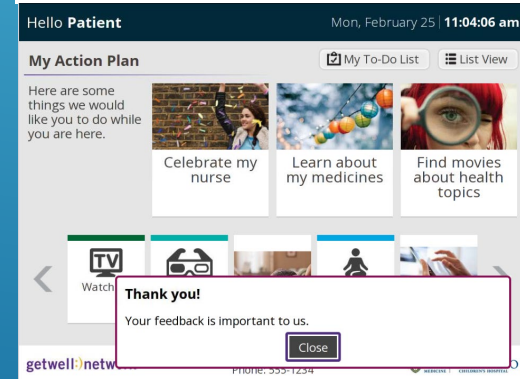 Hello Patient
Mon, February 25 | 11:04:06 am
My Action Plan
My To-Do List
List View
Here are some
things we would
like you to do while
you are here.
Celebrate my
nurse
Learn about
my medicines
Find movies
about health
topics
TV
Watch
Thank you!
Your feedback is important to us.
Close
getwell:)netw
Phone: 555-1234
MEDICINE
CHILDREN'S HOSPITAL